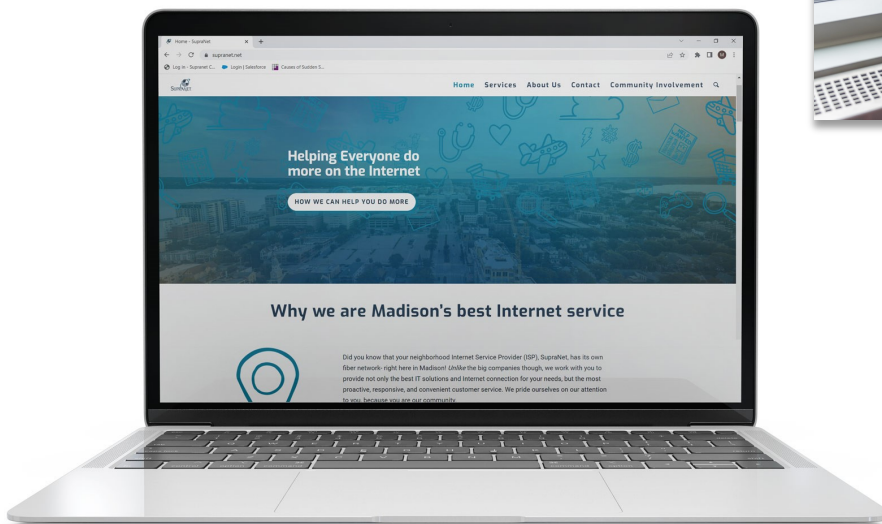 Home - SupraNet
supranet.net
Log in - Supranet C...
Login | Salesforce
Causes of Sudden S...
SUPRANET
Home Services About Us Contact Community Involvement
Helping Everyone do
more on the Internet
HOW WE CAN HELP YOU DO MORE
Why we are Madison's best Internet service
Did you know that your neighborhood Internet Service Provider (ISP), SupraNet, has its own
fiber network- right here in Madison! Unlike the big companies though, we work with you to
provide not only the best IT solutions and Internet connection for your needs, but the most
proactive, responsive, and convenient customer service. We pride ourselves on our attention
to you, because you are our community.